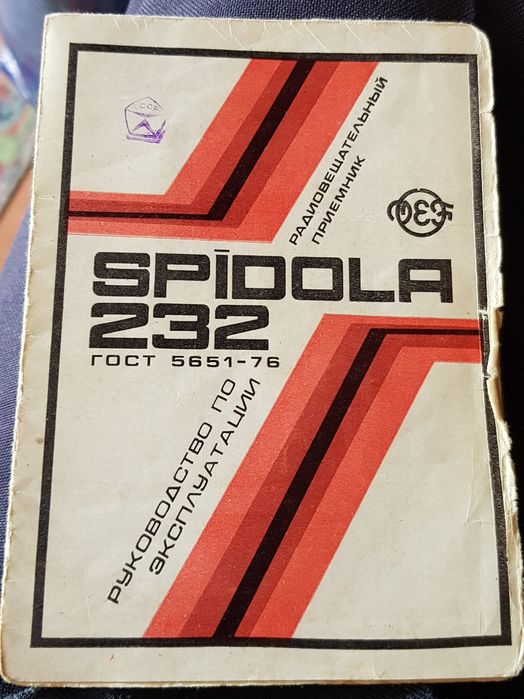 СССР
РАДИОВЕЩАТЕЛЬНЫЙ
ПРИЕМНИК
SPĪDOLA
232
ГОСТ 5651-76
РУКОВОДСТВО ПО
ЭКСПЛУАТАЦИИ